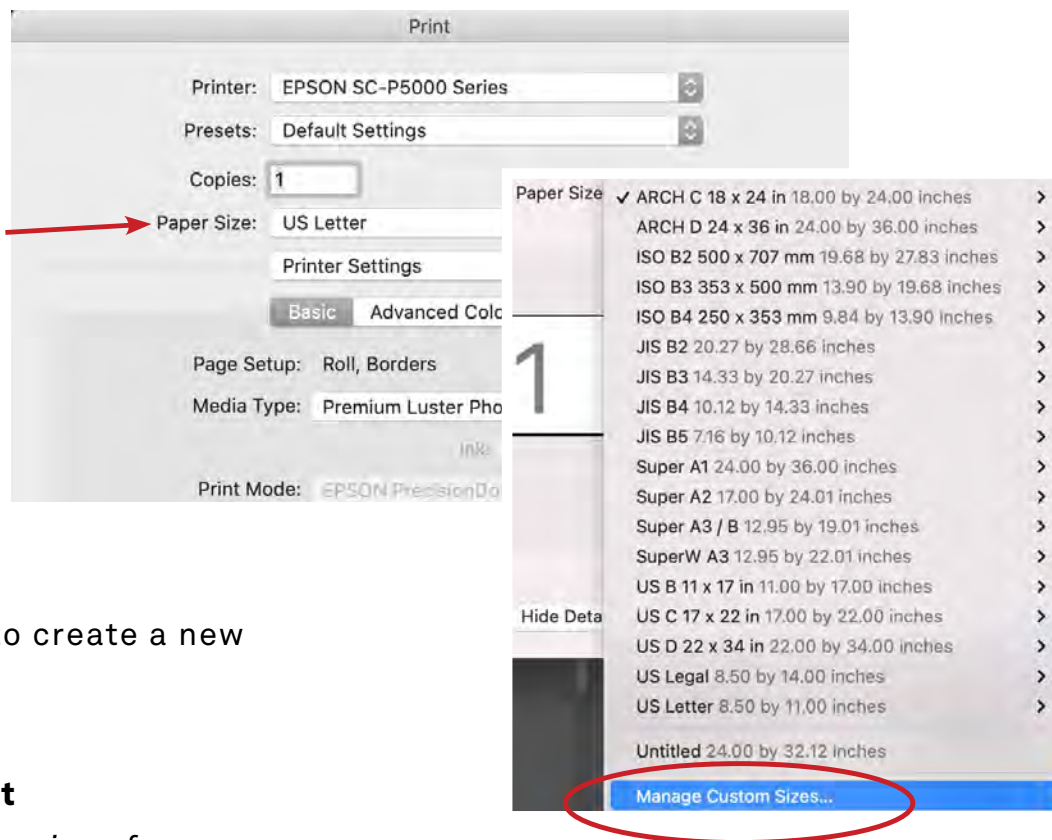 Print
Printer: EPSON SC-P5000 Series
Presets: Default Settings
Copies: 1
Paper Size: US Letter
Printer Settings
Basic Advanced Colo
Page Setup: Roll, Borders
Media Type: Premium Luster Pho
Ink:
Print Mode: EPSON PrecisionDo
Paper Size
✓ ARCH C 18 x 24 in 18.00 by 24.00 inches >
ARCH D 24 x 36 in 24.00 by 36.00 inches >
ISO B2 500 x 707 mm 19.68 by 27.83 inches >
ISO B3 353 x 500 mm 13.90 by 19.68 inches >
ISO B4 250 x 353 mm 9.84 by 13.90 inches >
JIS B2 20.27 by 28.66 inches >
JIS B3 14.33 by 20.27 inches >
JIS B4 10.12 by 14.33 inches >
JIS B5 7.16 by 10.12 inches >
Super A1 24.00 by 36.00 inches >
Super A2 17.00 by 24.01 inches >
Super A3 / B 12.95 by 19.01 inches >
SuperW A3 12.95 by 22.01 inches >
US B 11 x 17 in 11.00 by 17.00 inches >
US C 17 x 22 in 17.00 by 22.00 inches >
US D 22 x 34 in 22.00 by 34.00 inches >
US Legal 8.50 by 14.00 inches >
US Letter 8.50 by 11.00 inches >
Untitled 24.00 by 32.12 inches
Manage Custom Sizes...
1
Hide Deta
o create a new
t